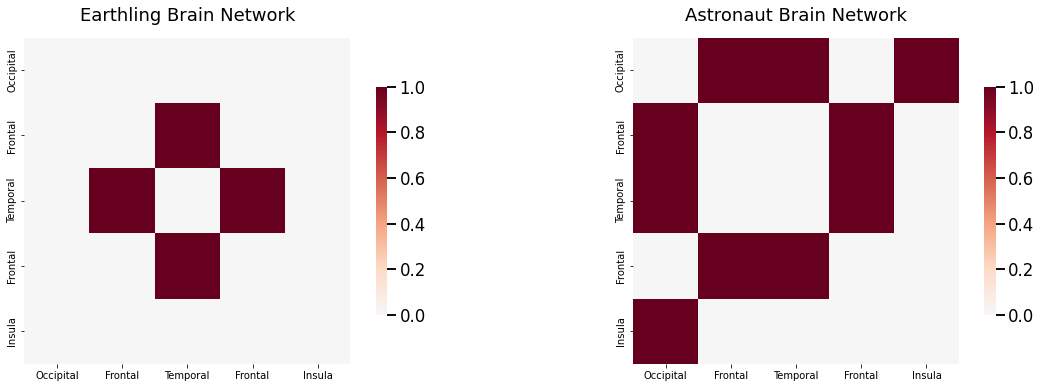 Earthling Brain Network
Occipital
Frontal
Temporal
Frontal
Insula
Occipital Frontal Temporal Frontal Insula
1.0
0.8
0.6
0.4
0.2
0.0
Astronaut Brain Network
Occipital
Frontal
Temporal
Frontal
Insula
Occipital Frontal Temporal Frontal Insula
1.0
0.8
0.6
0.4
0.2
0.0